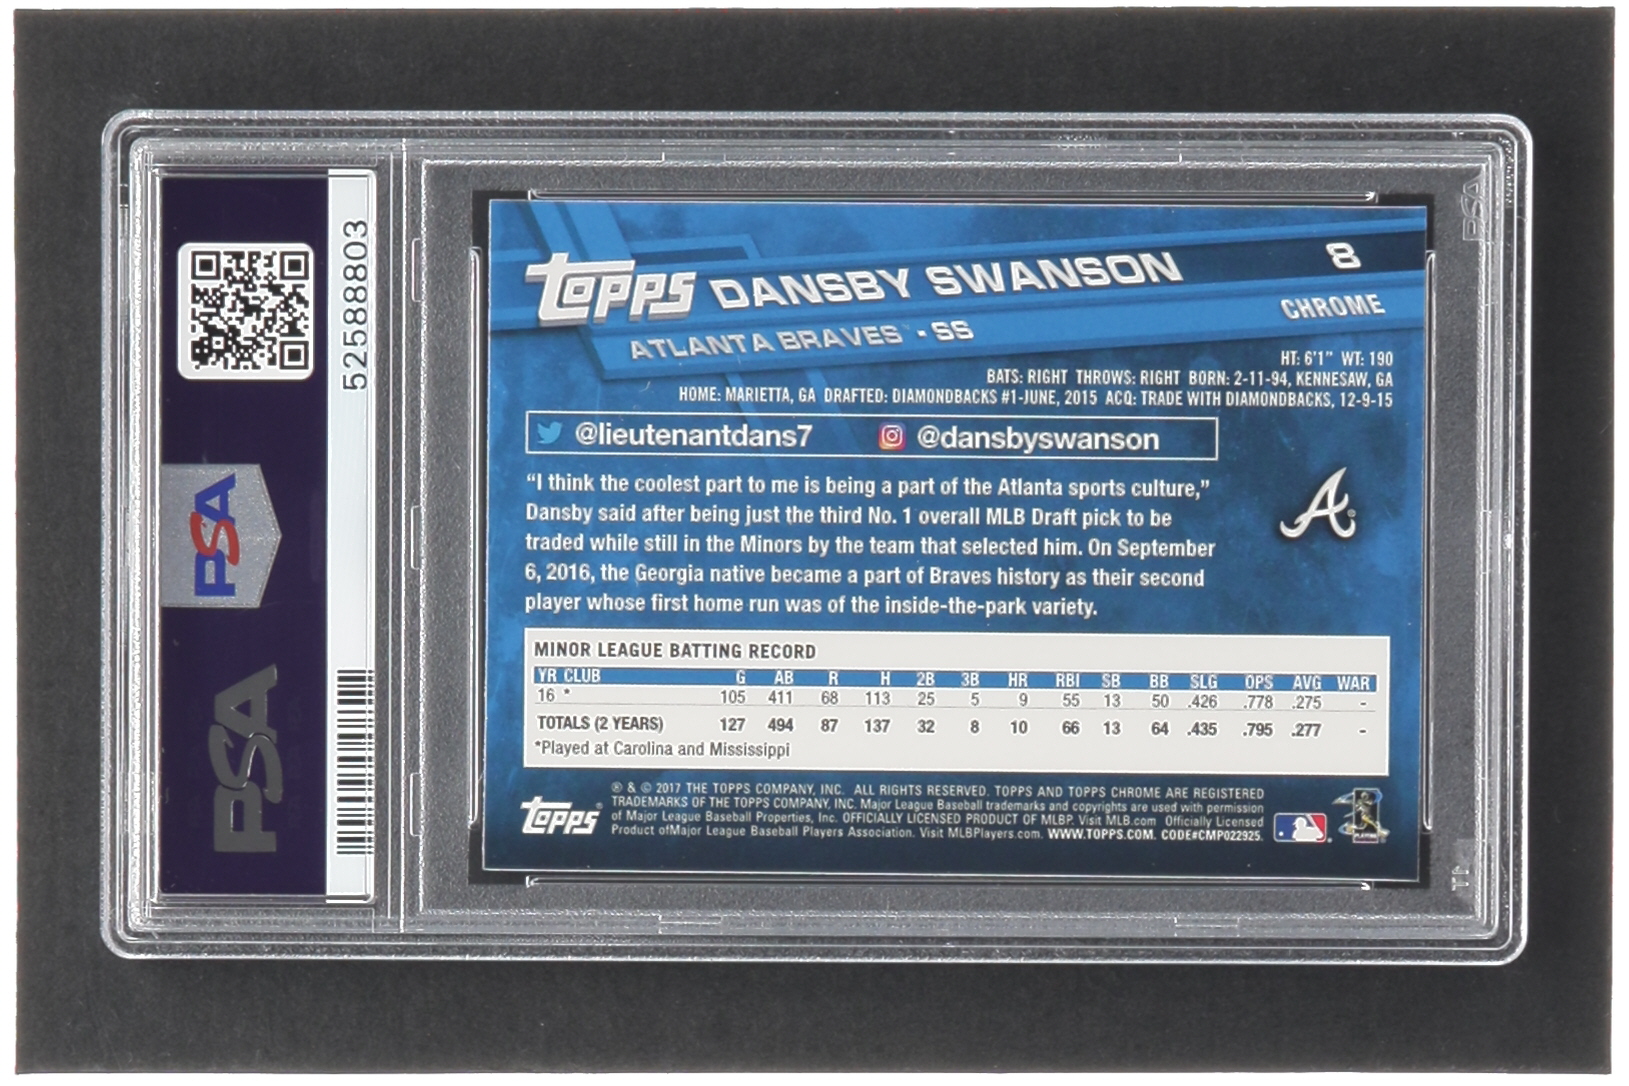 52588803
PSA
PSA
PSA
topps DANSBY SWANSON 8
CHROME
ATLANTA BRAVES™ • SS
HT: 6'1" WT: 190
BATS: RIGHT THROWS: RIGHT BORN: 2-11-94, KENNESAW, GA
HOME: MARIETTA, GA DRAFTED: DIAMONDBACKS #1-JUNE, 2015 ACQ: TRADE WITH DIAMONDBACKS, 12-9-15
@lieutenantdans7 @dansbyswanson
“I think the coolest part to me is being a part of the Atlanta sports culture,”
Dansby said after being just the third No. 1 overall MLB Draft pick to be
traded while still in the Minors by the team that selected him. On September
6, 2016, the Georgia native became a part of Braves history as their second
player whose first home run was of the inside-the-park variety.
A
MINOR LEAGUE BATTING RECORD
YR CLUB G AB R H 2B 3B HR RBI SB BB SLG OPS AVG WAR
16 * 105 411 68 113 25 5 9 55 13 50 .426 .778 .275 -
TOTALS (2 YEARS) 127 494 87 137 32 8 10 66 13 64 .435 .795 .277 -
*Played at Carolina and Mississippi
topps®
® & © 2017 THE TOPPS COMPANY, INC. ALL RIGHTS RESERVED. TOPPS AND TOPPS CHROME ARE REGISTERED
TRADEMARKS OF THE TOPPS COMPANY, INC. Major League Baseball trademarks and copyrights are used with permission
of Major League Baseball Properties, Inc. OFFICIALLY LICENSED PRODUCT OF MLBP. Visit MLB.com Officially Licensed
Product ofMajor League Baseball Players Association. Visit MLBPlayers.com. WWW.TOPPS.COM. CODE#CMP022925.